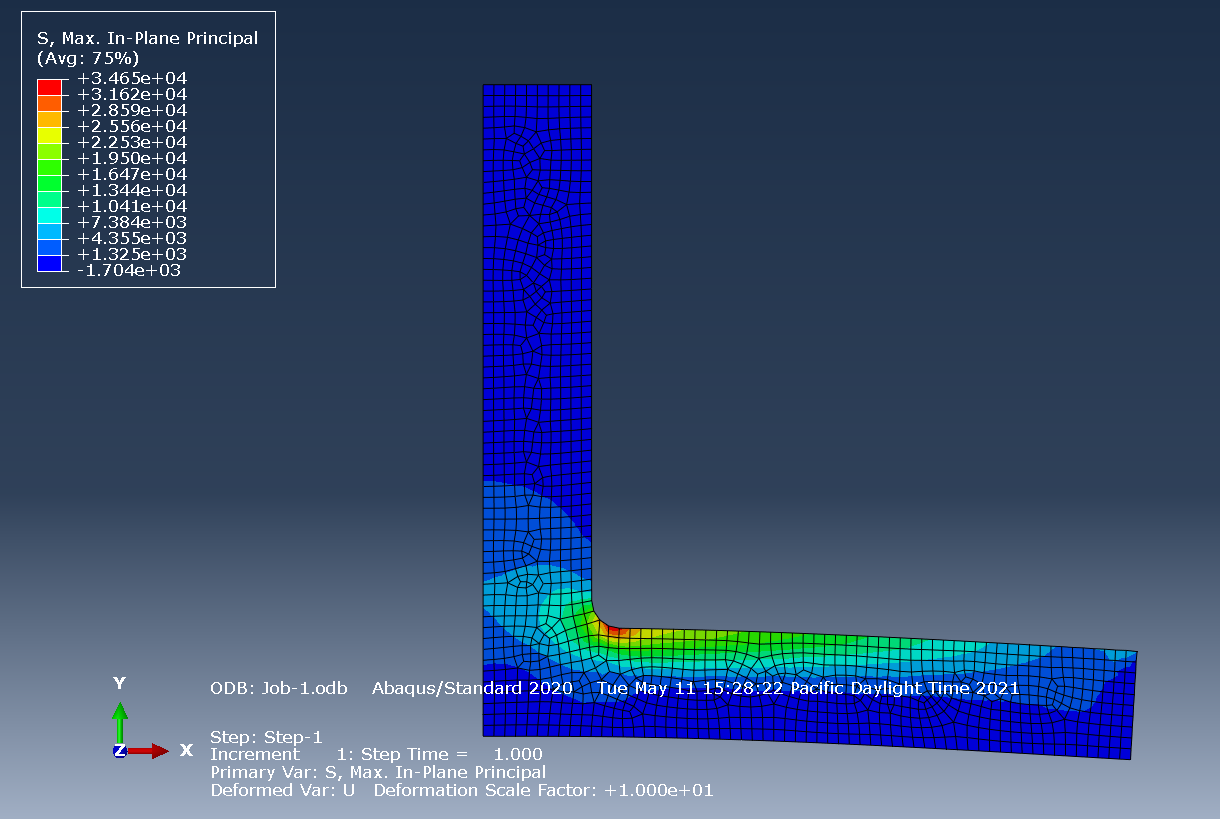 S, Max. In-Plane Principal
(Avg: 75%)
+3.465e+04
+3.162e+04
+2.859e+04
+2.556e+04
+2.253e+04
+1.950e+04
+1.647e+04
+1.344e+04
+1.041e+04
+7.384e+03
+4.355e+03
+1.325e+03
-1.704e+03
Y
Z
X
ODB: Job-1.odb Abaqus/Standard 2020 Tue May 11 15:28:22 Pacific Daylight Time 2021
Step: Step-1
Increment 1: Step Time = 1.000
Primary Var: S, Max. In-Plane Principal
Deformed Var: U Deformation Scale Factor: +1.000e+01